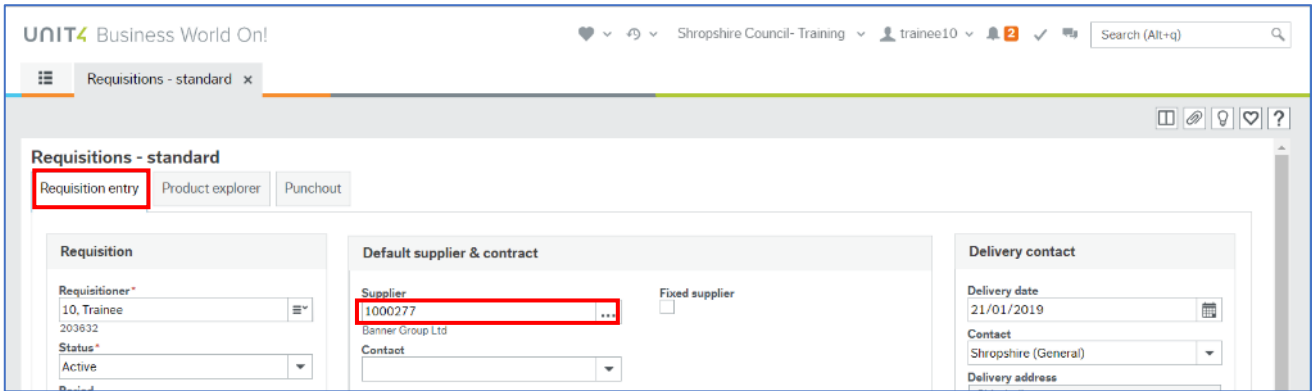 UNIT4 Business World On!
Shropshire Council- Training
trainee10
2
Search (Alt+q)
Requisitions - standard x
?
Requisitions - standard
Requisition entry
Product explorer
Punchout
Requisition
Default supplier & contract
Delivery contact
Requisitioner*
10, Trainee
203632
Status*
Active
Period
Supplier
1000277
...
Banner Group Ltd
Contact
Fixed supplier
Delivery date
21/01/2019
Contact
Shropshire (General)
Delivery address